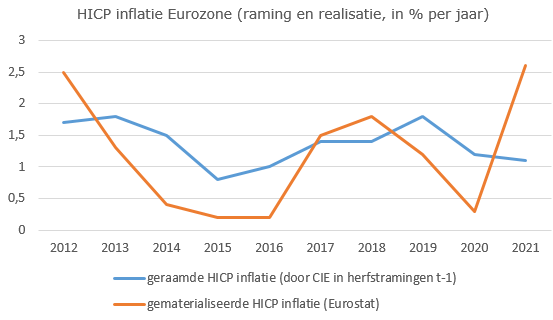 HICP inflatie Eurozone (raming en realisatie, in % per jaar)
3
2,5
2
1,5
1
0,5
0
2012 2013 2014 2015 2016 2017 2018 2019 2020 2021
geraamde HICP inflatie (door CIE in herfstramingen t-1)
gematerialiseerde HICP inflatie (Eurostat)